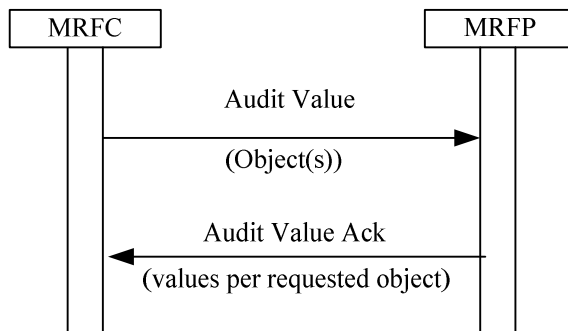 MRFC
MRFP
Audit Value
(Object(s))
Audit Value Ack
(values per requested object)